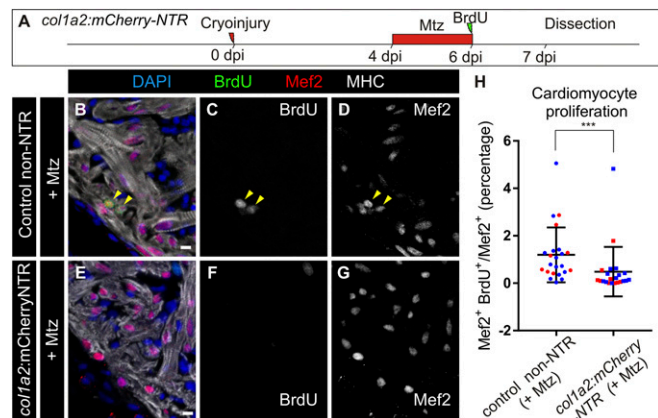 A
col1a2:mCherry-NTR
Cryoinjury
Mtz
BrdU
Dissection
0 dpi
4 dpi
6 dpi
7 dpi
DAPI BrdU Mef2 MHC
Control non-NTR
+ Mtz
B
C
BrdU
D
Mef2
col1a2:mCherryNTR
+ Mtz
E
F
BrdU
G
Mef2
H
Cardiomyocyte
proliferation
***
Mef2+ BrdU+/Mef2+ (percentage)
6
4
2
0
-2
control non-NTR
(+ Mtz)
col1a2:mCherry
NTR (+ Mtz)